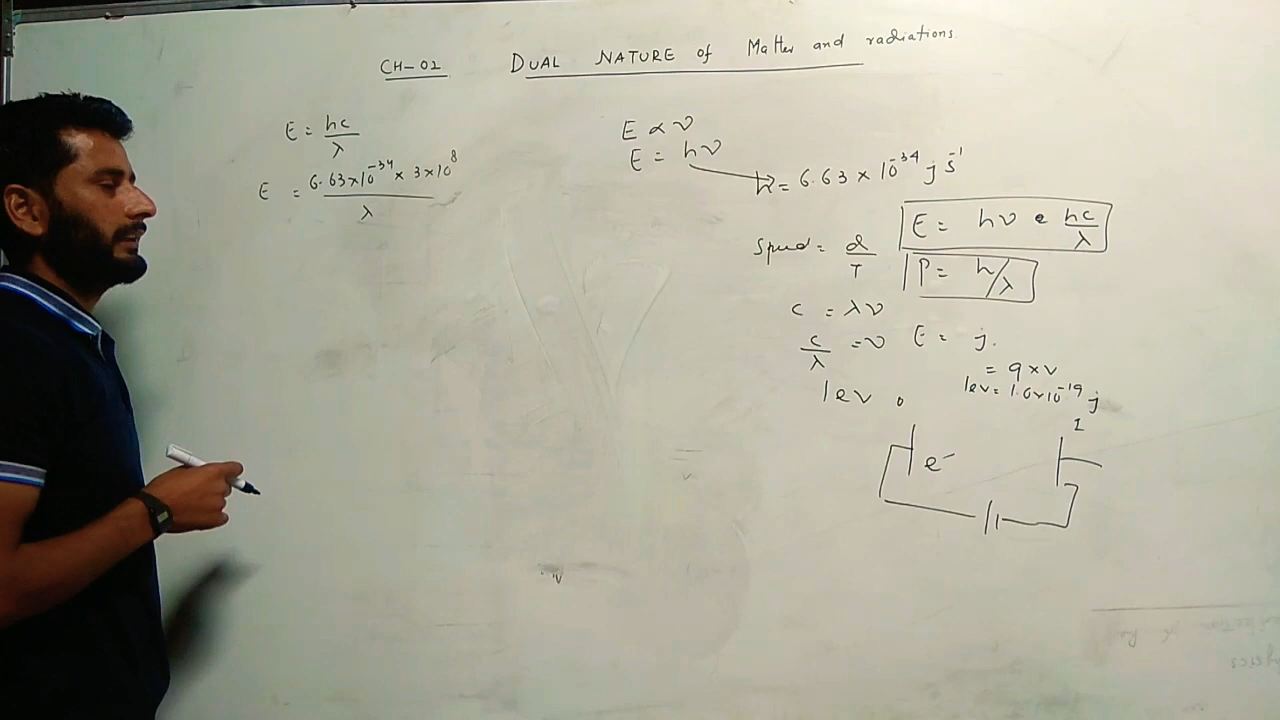 CH-02 DUAL NATURE of Matter and radiations
E = hc/λ
E = 6.63×10⁻³⁴ × 3×10⁸ / λ
E ∝ ν
E = hν
h = 6.63 × 10⁻³⁴ j s⁻¹
E = hν = hc/λ
Speed = d/T
P = h/λ
c = λν
c/λ = ν
E = j.
= q×v
1ev = 1.6×10⁻¹⁹ j
1ev
I
e⁻